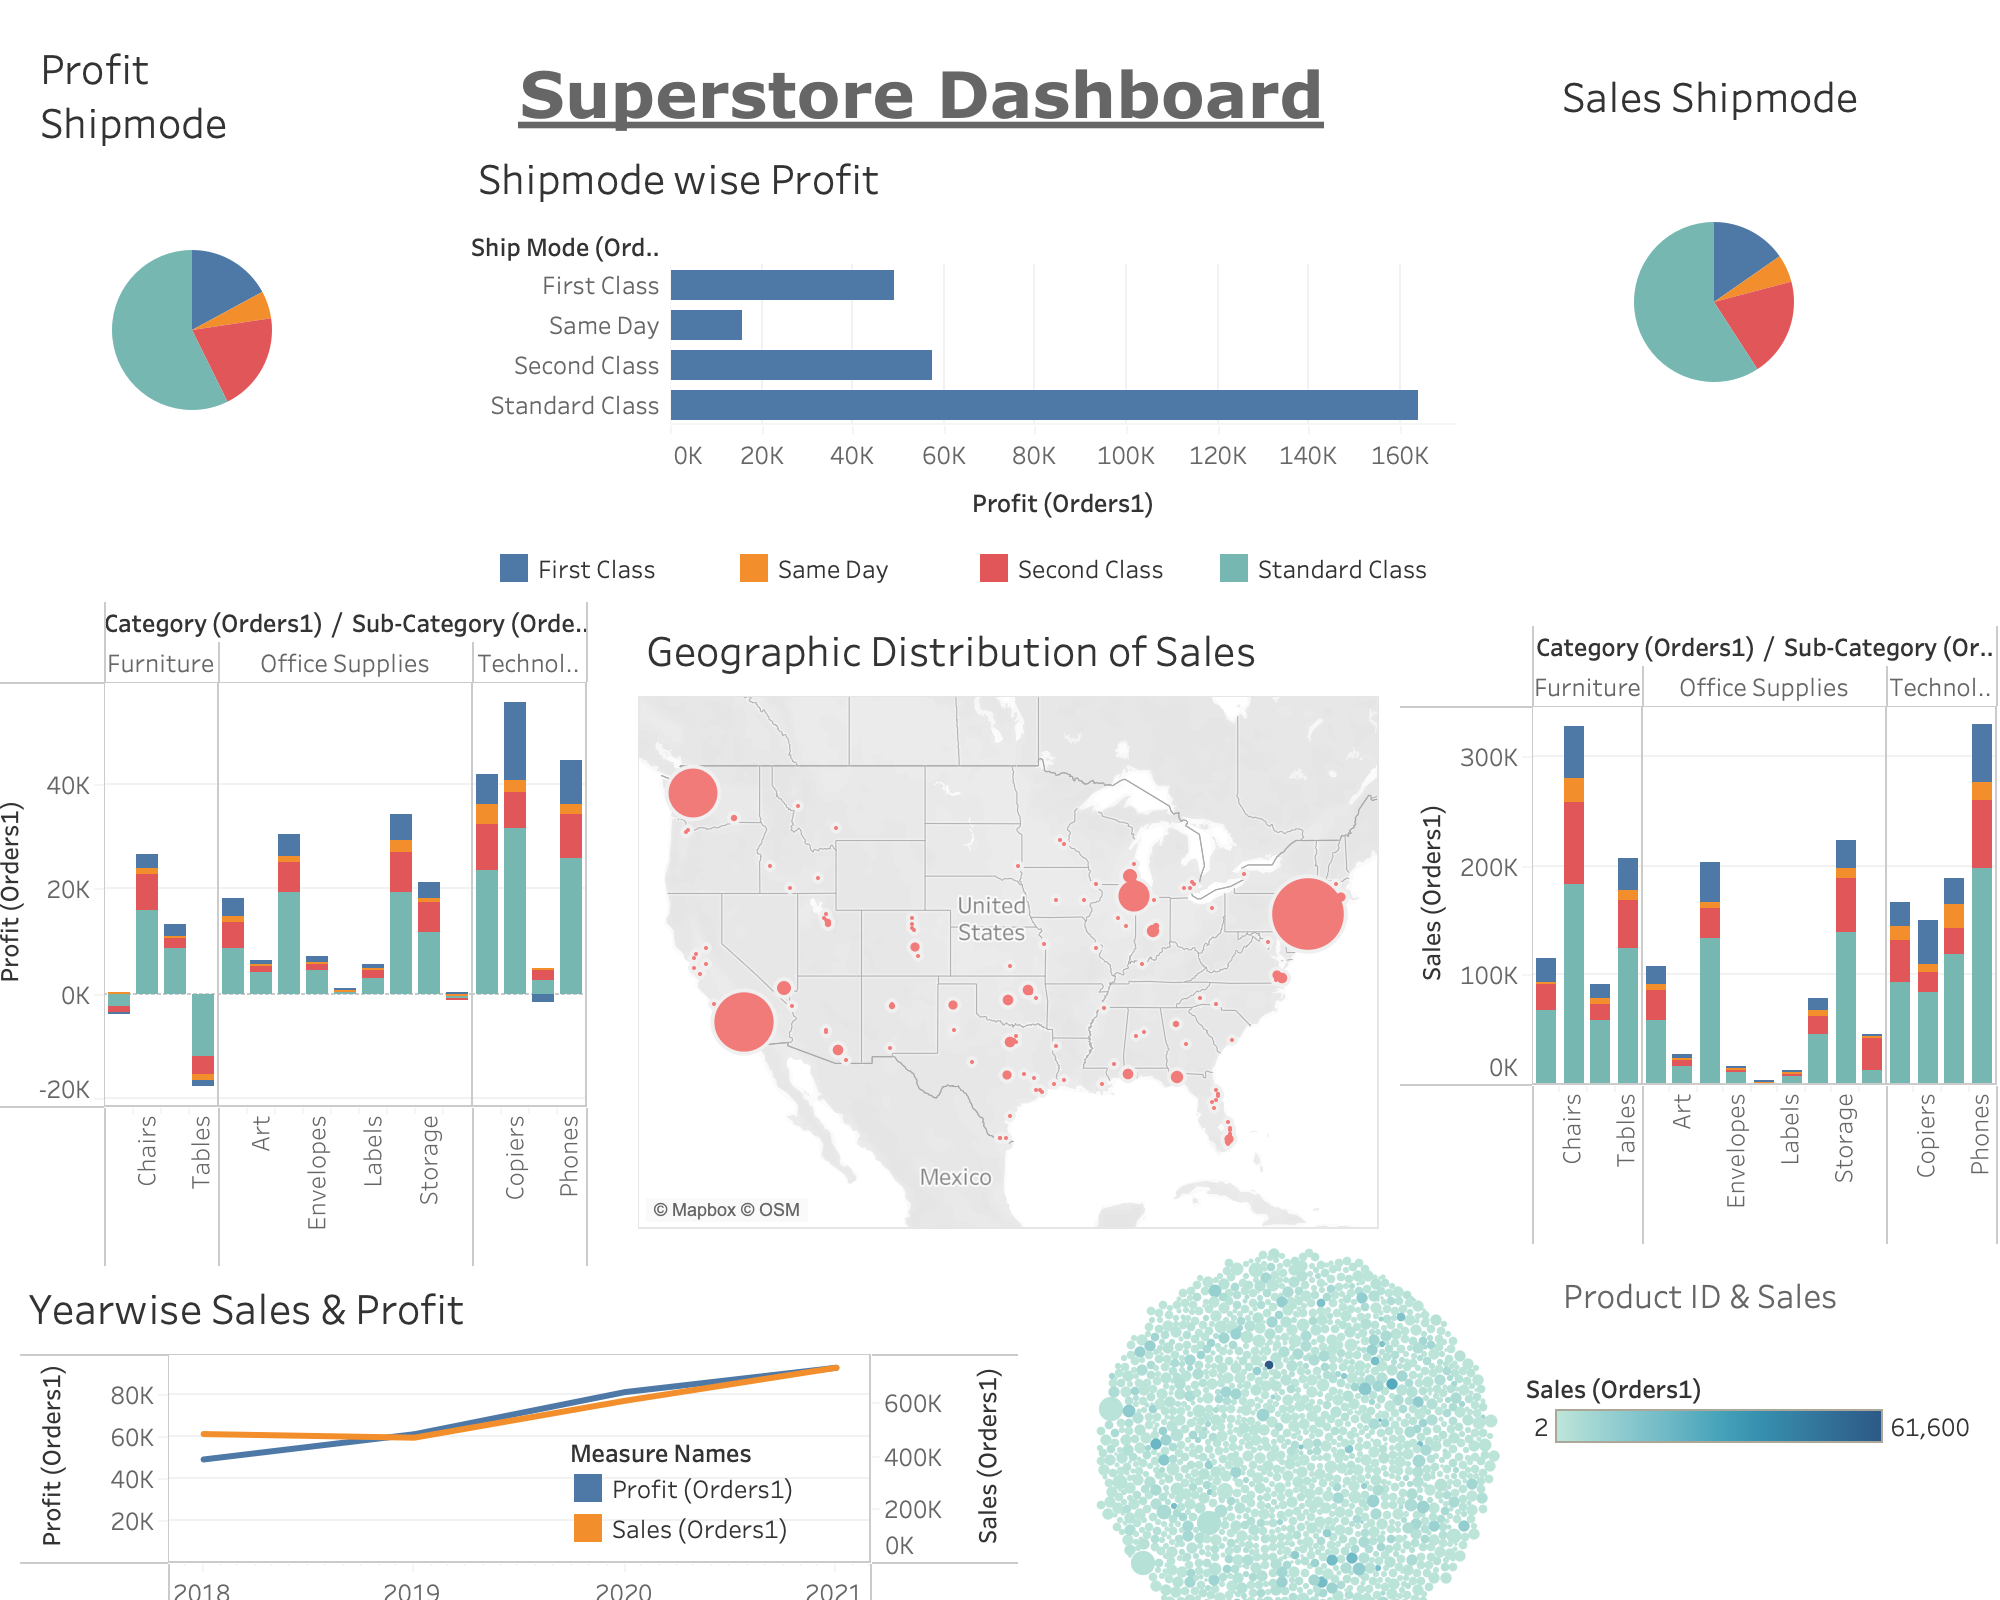 Profit
Shipmode
Superstore Dashboard
Sales Shipmode
Shipmode wise Profit
Ship Mode (Ord..
First Class
Same Day
Second Class
Standard Class
0K 20K 40K 60K 80K 100K 120K 140K 160K
Profit (Orders1)
First Class Same Day Second Class Standard Class
Category (Orders1) / Sub-Category (Orde..
Furniture Office Supplies Technol..
Profit (Orders1)
40K
20K
0K
-20K
Chairs Tables Art Envelopes Labels Storage Copiers Phones
Geographic Distribution of Sales
United
States
Mexico
© Mapbox © OSM
Category (Orders1) / Sub-Category (Or..
Furniture Office Supplies Technol..
Sales (Orders1)
300K
200K
100K
0K
Chairs Tables Art Envelopes Labels Storage Copiers Phones
Yearwise Sales & Profit
Profit (Orders1)
80K
60K
40K
20K
Measure Names
Profit (Orders1)
Sales (Orders1)
600K
400K
200K
0K
Sales (Orders1)
2018 2019 2020 2021
Product ID & Sales
Sales (Orders1)
2 61,600